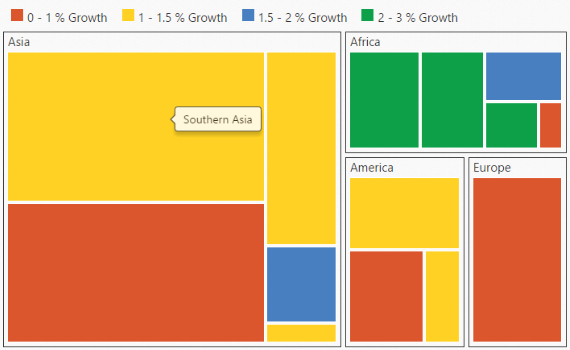 0 - 1 % Growth 1 - 1.5 % Growth 1.5 - 2 % Growth 2 - 3 % Growth
Asia
Africa
Southern Asia
America
Europe